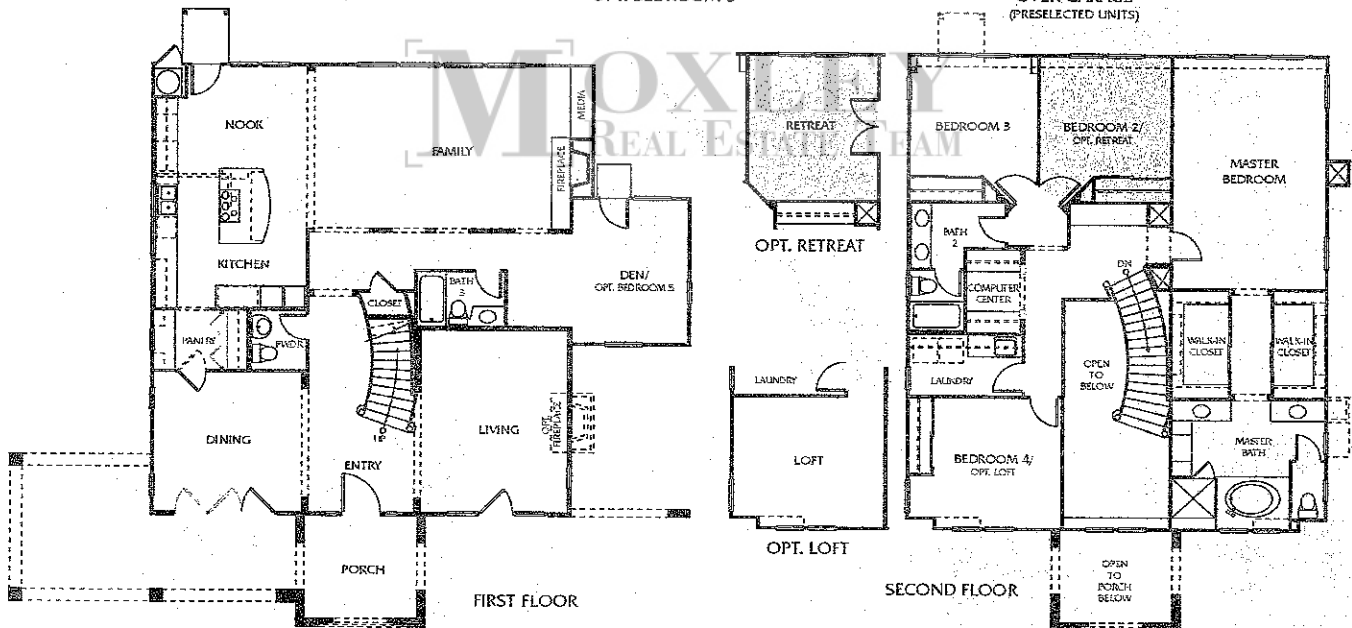 (PRESELECTED UNITS)
MOXLEY
REAL ESTATE TEAM
NOOK
FAMILY
MEDIA
FIREPLACE
KITCHEN
DEN/
OPT. BEDROOM 5
CLOSET
BATH
3
PANTRY
PWDR
DINING
ENTRY
LIVING
OPT.
FIREPLACE
PORCH
FIRST FLOOR
RETREAT
OPT. RETREAT
LAUNDRY
LOFT
OPT. LOFT
BEDROOM 3
BEDROOM 2/
OPT. RETREAT
MASTER
BEDROOM
BATH
2
COMPUTER
CENTER
DN
WALK-IN
CLOSET
WALK-IN
CLOSET
LAUNDRY
OPEN
TO
BELOW
BEDROOM 4/
OPT. LOFT
MASTER
BATH
SECOND FLOOR
OPEN
TO
PORCH
BELOW